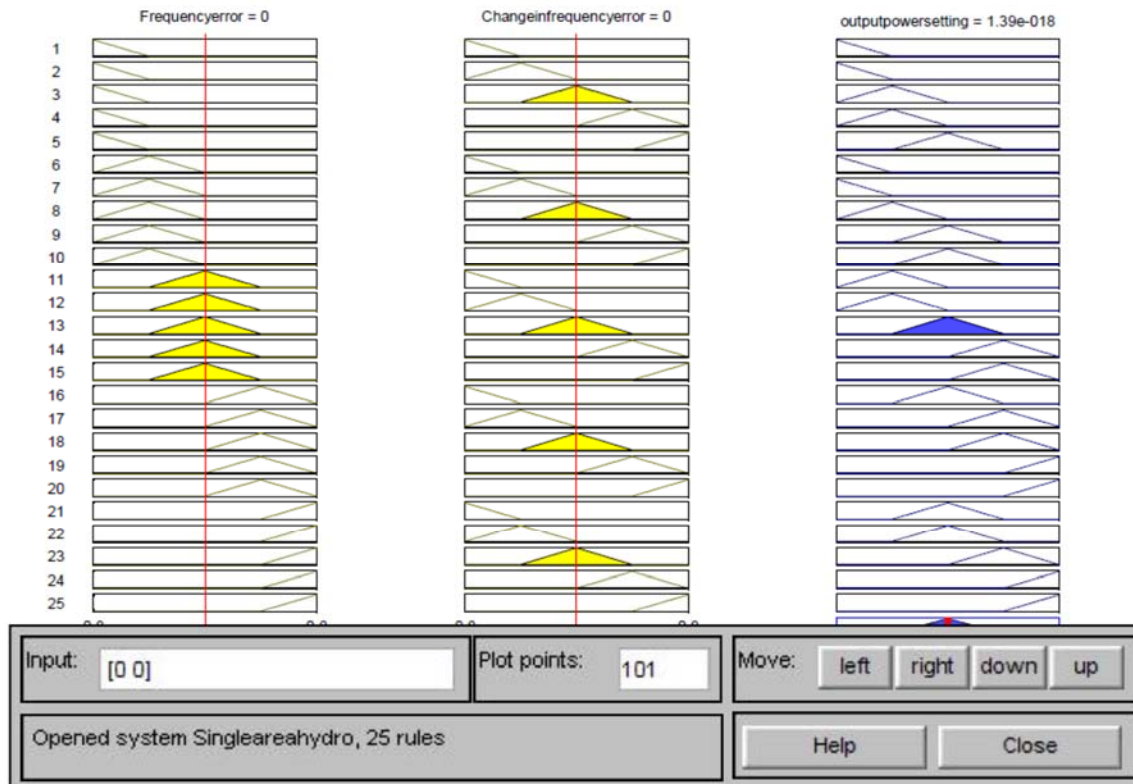 Frequencyerror = 0
Changeinfrequencyerror = 0
outputpowersetting = 1.39e-018
1
2
3
4
5
6
7
8
9
10
11
12
13
14
15
16
17
18
19
20
21
22
23
24
25
Input:
[0 0]
Plot points:
101
Move:
left
right
down
up
Opened system Singleareahydro, 25 rules
Help
Close